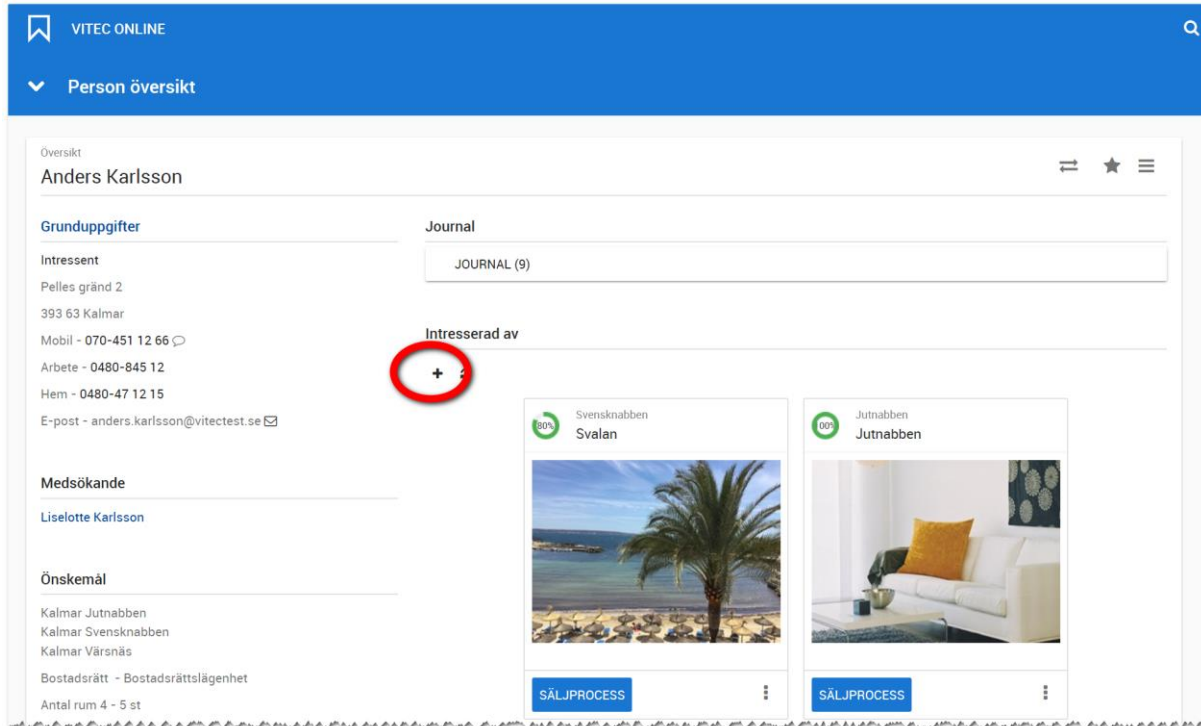 VITEC ONLINE
Person översikt
Översikt
Anders Karlsson
Grunduppgifter
Intressent
Pelles gränd 2
393 63 Kalmar
Mobil - 070-451 12 66
Arbete - 0480-845 12
Hem - 0480-47 12 15
E-post - anders.karlsson@vitectest.se
Medsökande
Liselotte Karlsson
Önskemål
Kalmar Jutnabben
Kalmar Svensknabben
Kalmar Värsnäs
Bostadsrätt - Bostadsrättslägenhet
Antal rum 4 - 5 st
Journal
JOURNAL (9)
Intresserad av
+
80%
Svensknabben
Svalan
SÄLJPROCESS
Jutnabben
Jutnabben
SÄLJPROCESS